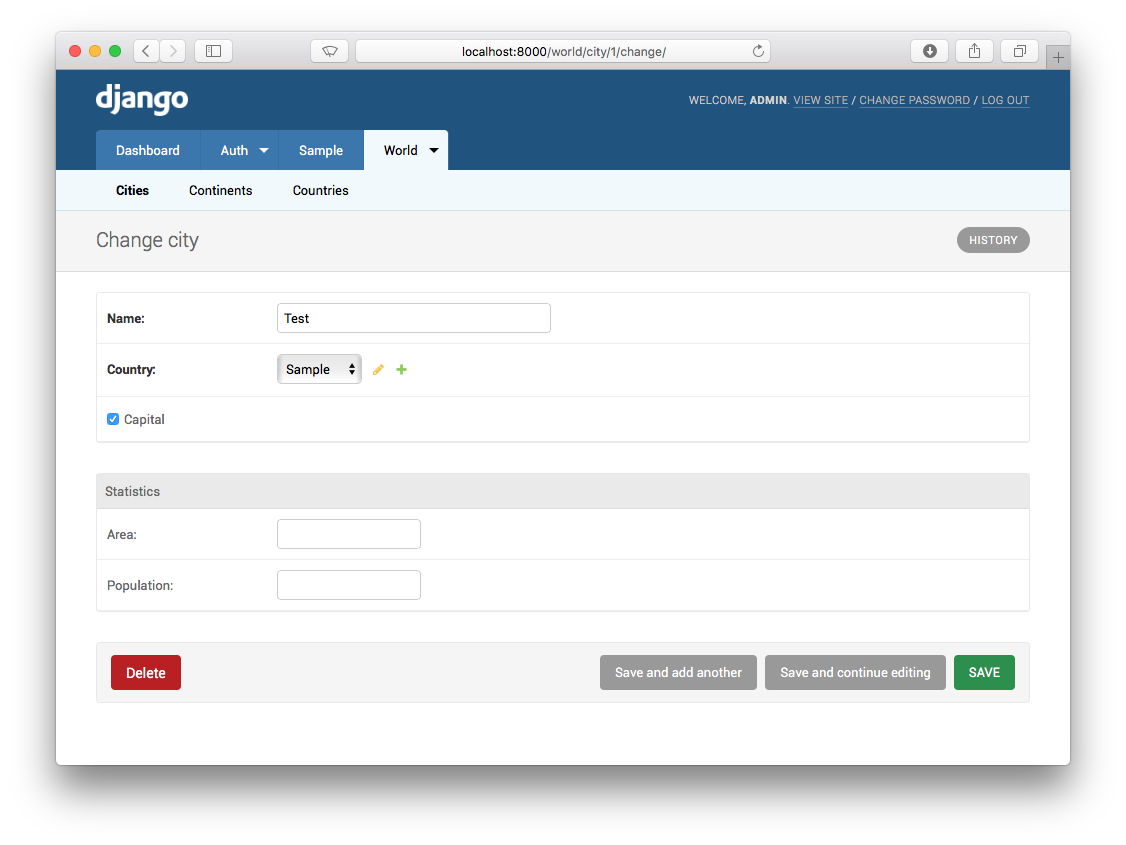 localhost:8000/world/city/1/change/
django
WELCOME, ADMIN. VIEW SITE / CHANGE PASSWORD / LOG OUT
Dashboard Auth Sample World
Cities Continents Countries
Change city HISTORY
Name: Test
Country: Sample
Capital
Statistics
Area:
Population:
Delete Save and add another Save and continue editing SAVE